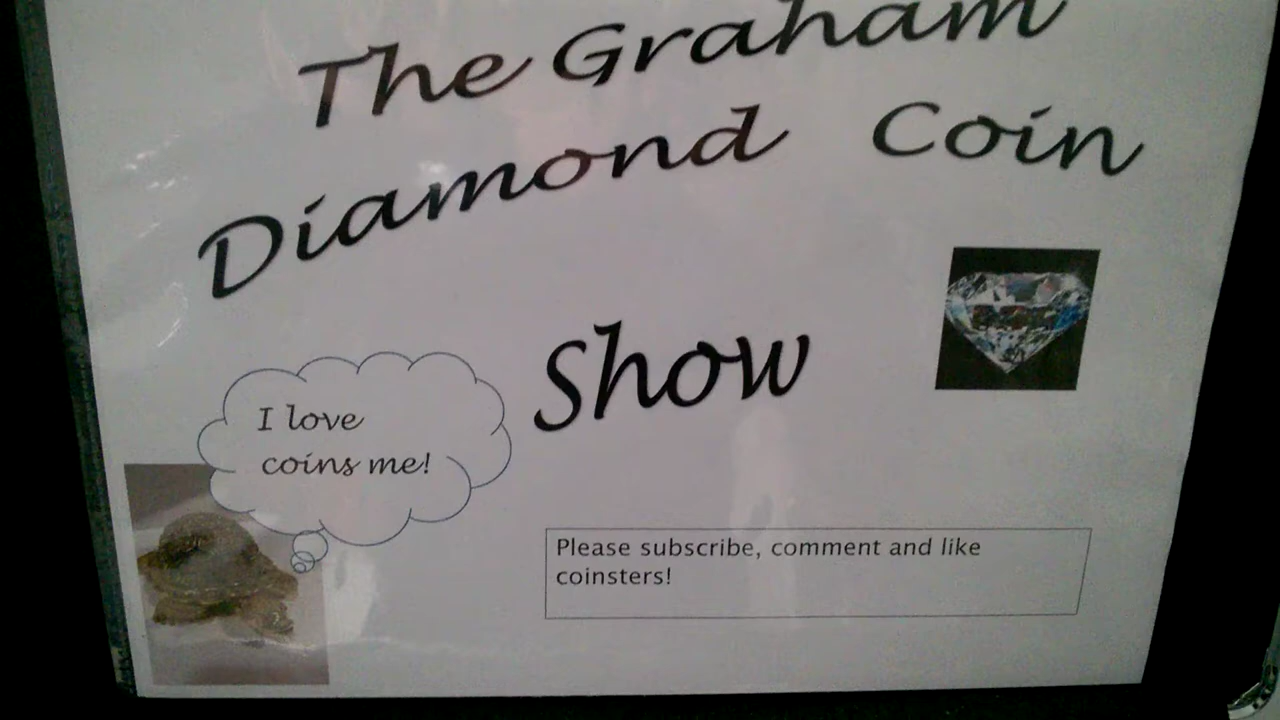 The Graham
Diamond Coin
Show
I love
coins me!
Please subscribe, comment and like
coinsters!